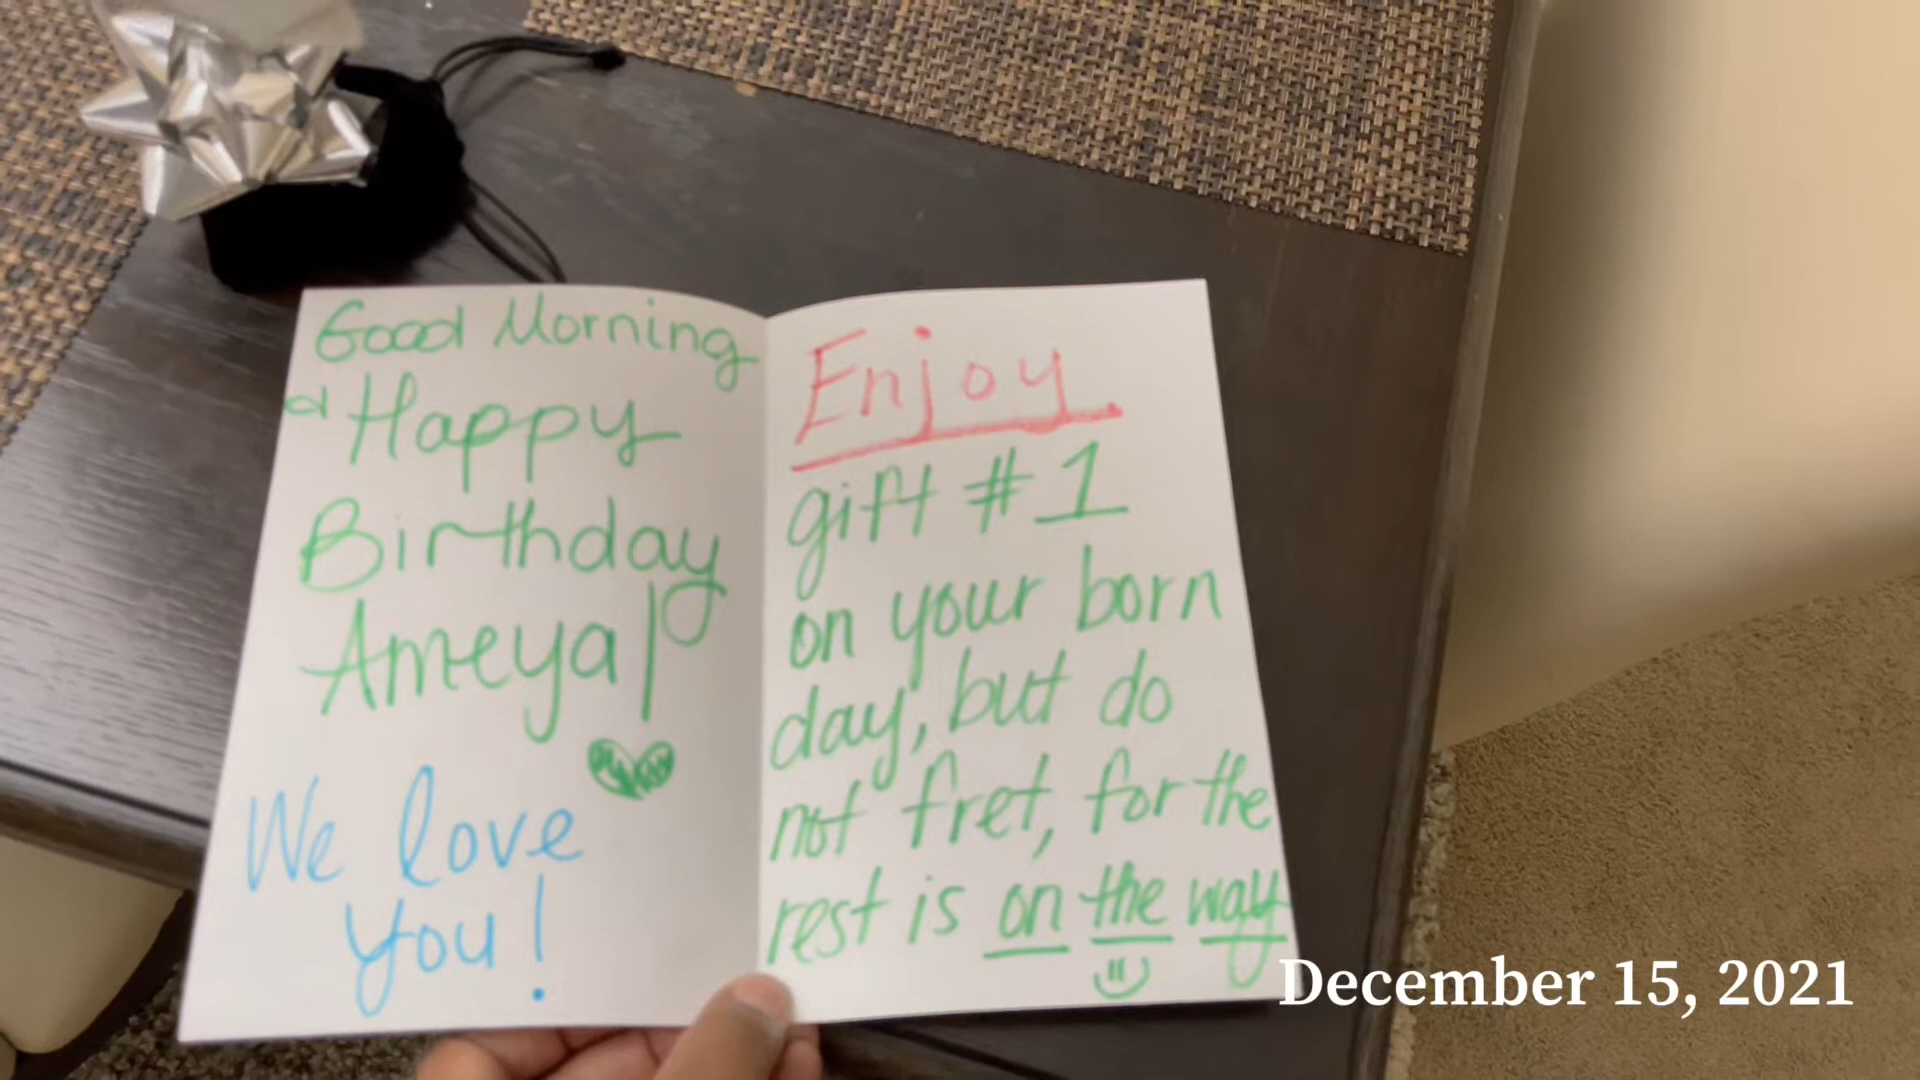 Good Morning
& Happy
Birthday
Ameya!
We love
you!
Enjoy
gift #1
on your born
day, but do
not fret, for the
rest is on the way
December 15, 2021